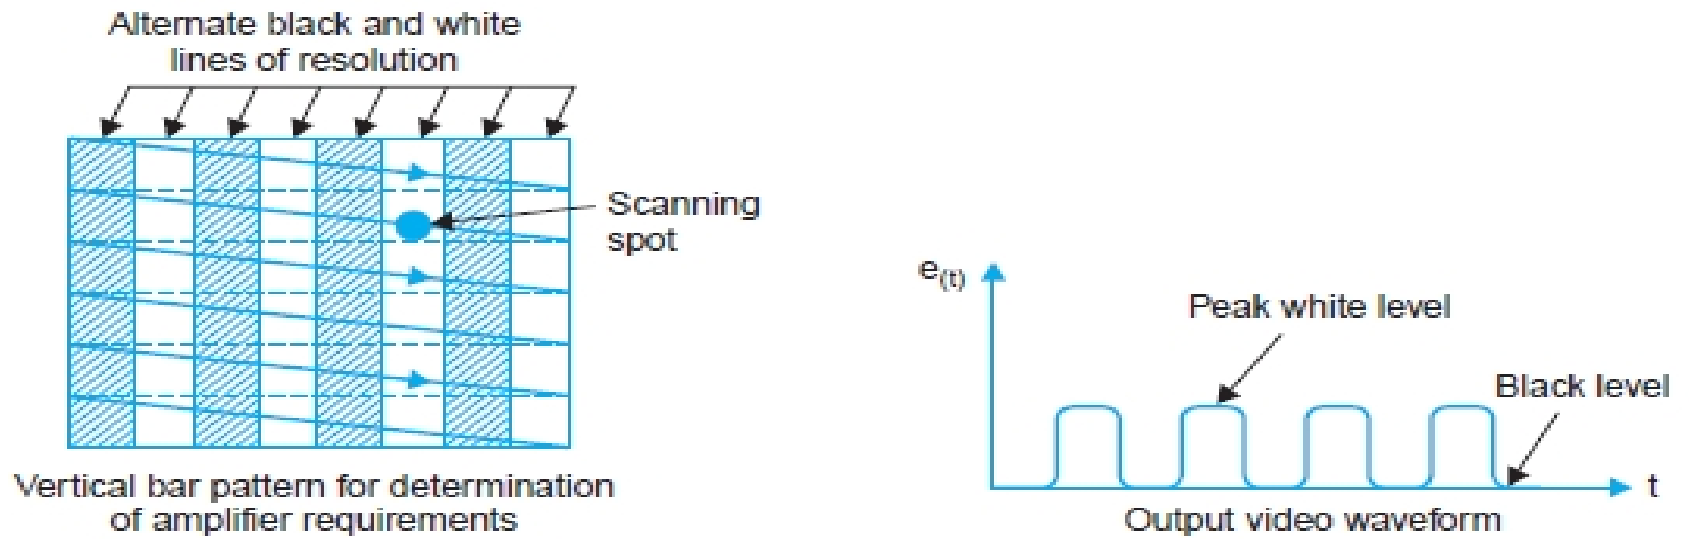 Alternate black and white
lines of resolution
Scanning
spot
Vertical bar pattern for determination
of amplifier requirements
e(t)
Peak white level
Black level
t
Output video waveform